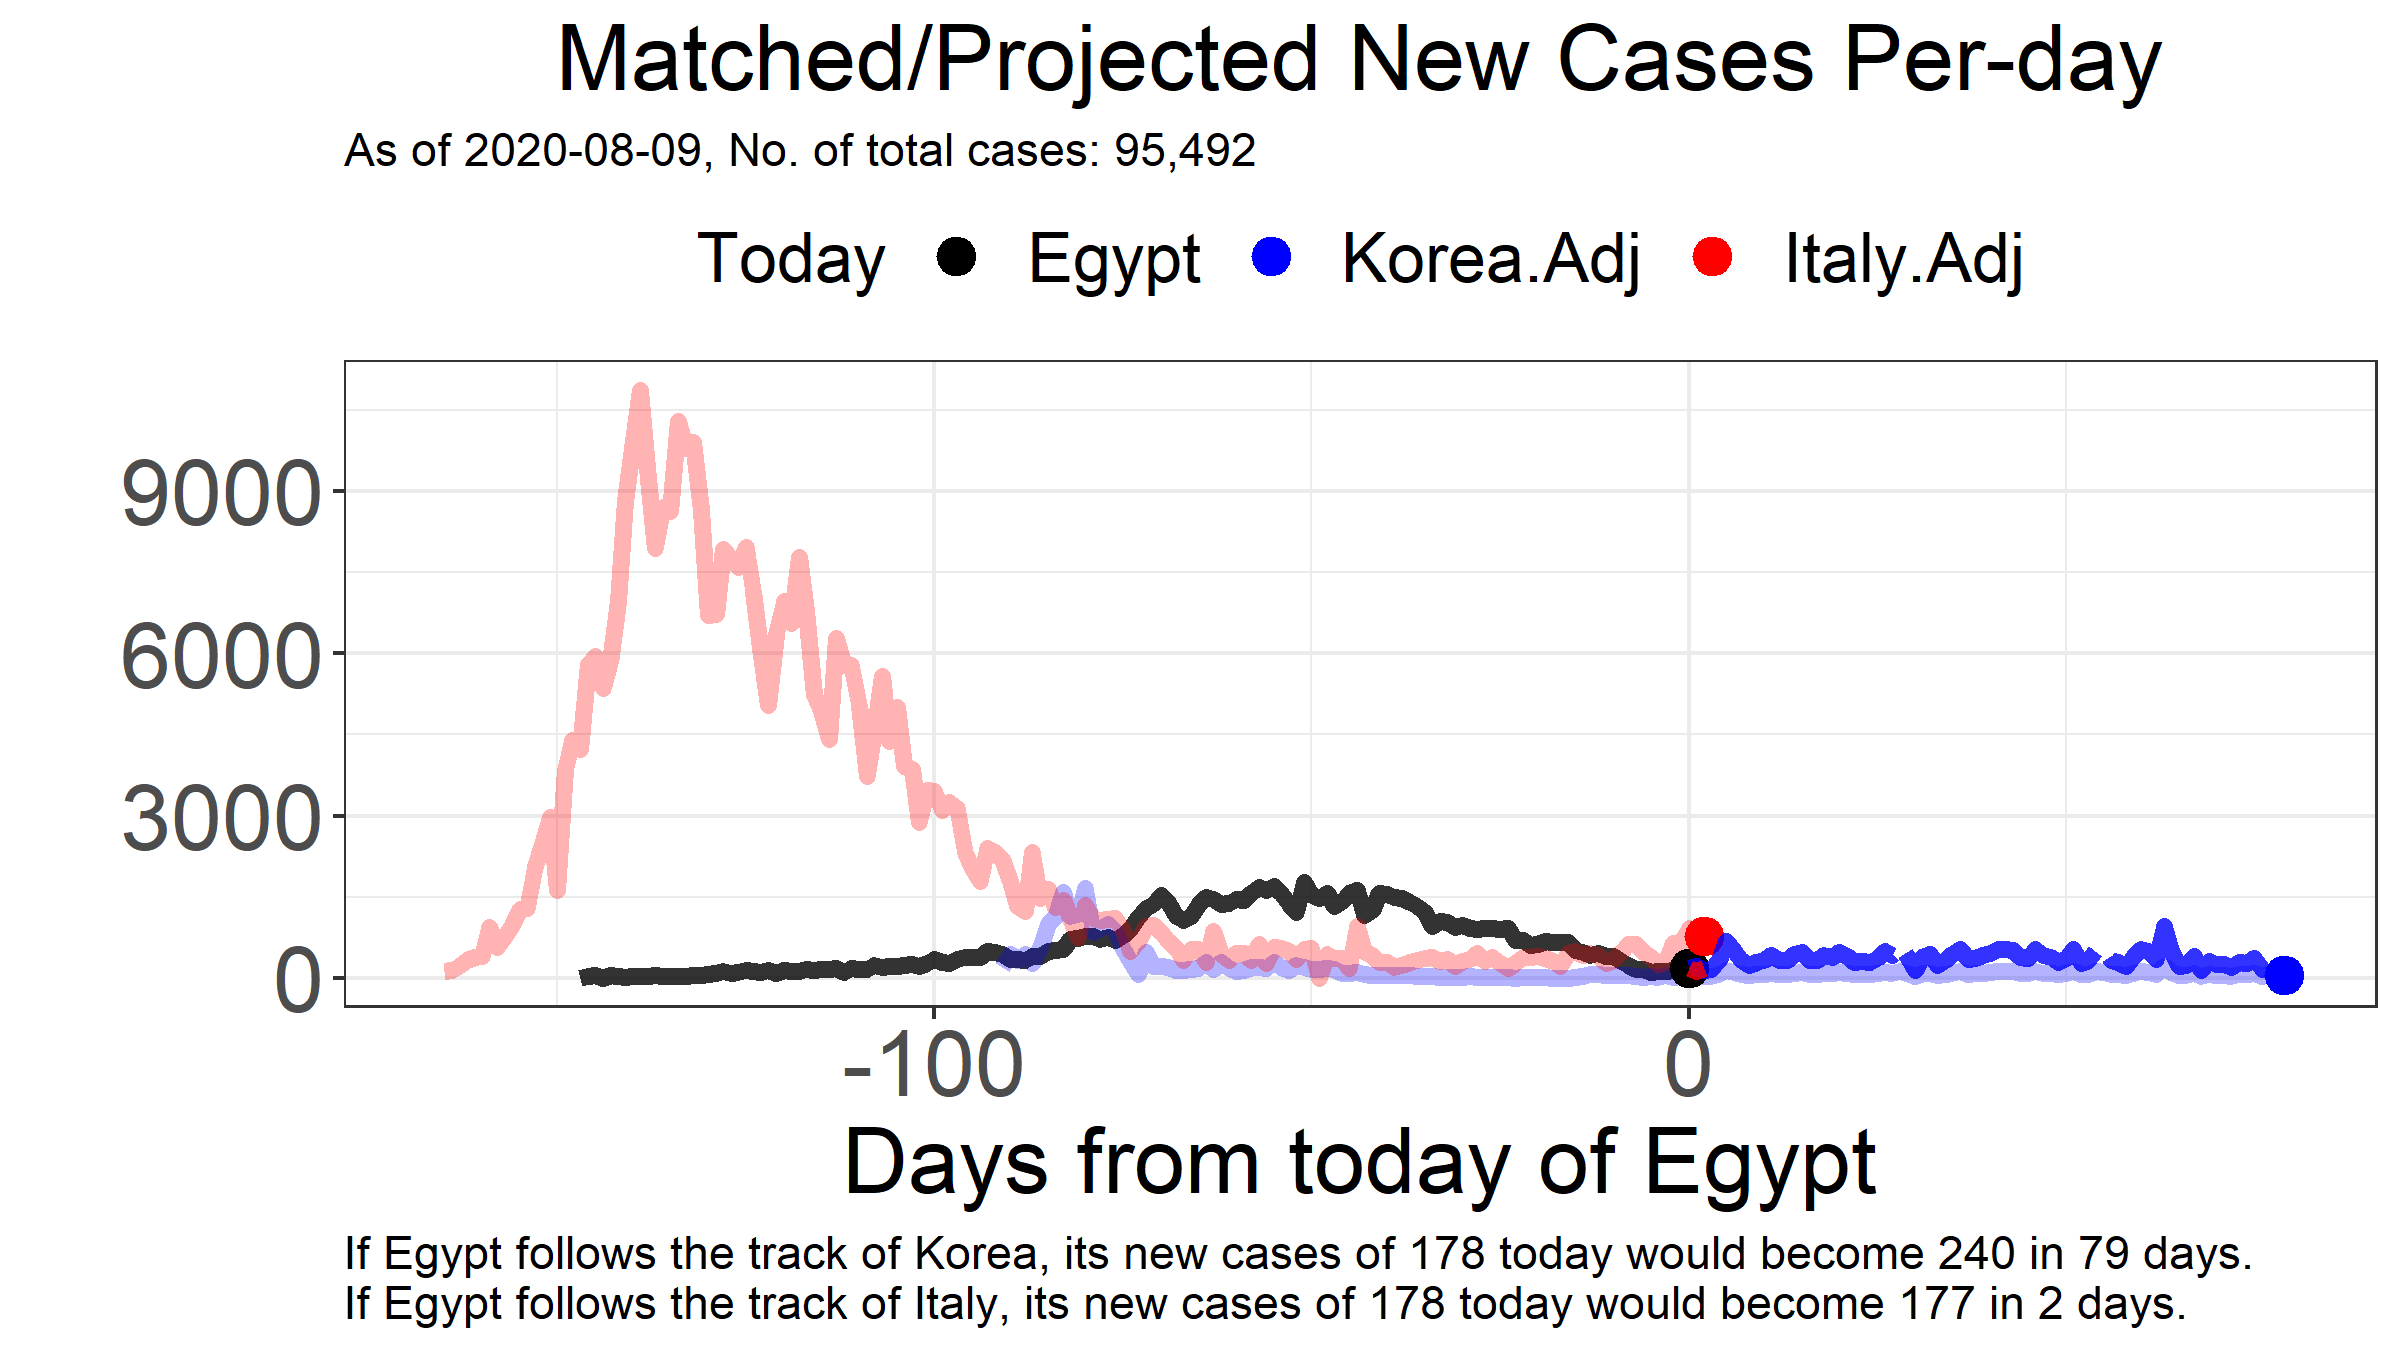 Matched/Projected New Cases Per-day
As of 2020-08-09, No. of total cases: 95,492
Today Egypt Korea.Adj Italy.Adj
9000
6000
3000
0
-100 0
Days from today of Egypt
If Egypt follows the track of Korea, its new cases of 178 today would become 240 in 79 days.
If Egypt follows the track of Italy, its new cases of 178 today would become 177 in 2 days.